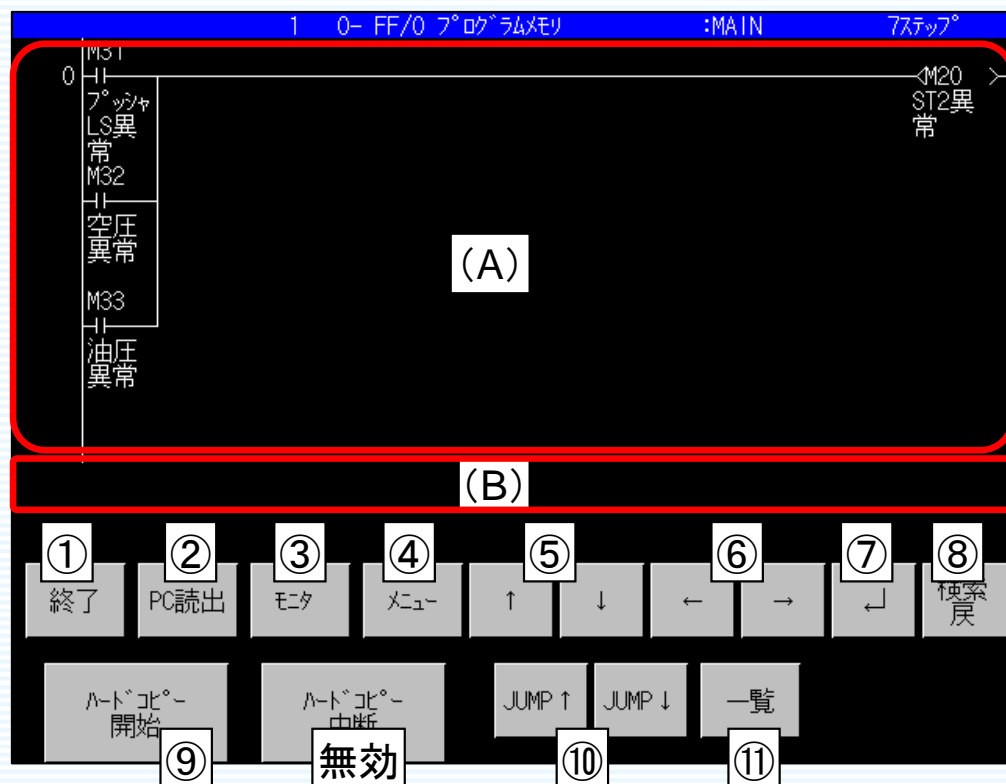 1 0- FF/0 ﾌﾟﾛｸﾞﾗﾑﾒﾓﾘ :MAIN 7ｽﾃｯﾌﾟ
M31
0
M20
ﾌﾟｯｼｬ
LS異
常
ST2異
常
M32
空圧
異常
(A)
M33
油圧
異常
(B)
① ② ③ ④ ⑤ ⑥ ⑦ ⑧
終了 PC読出 ﾓﾆﾀ ﾒﾆｭｰ ↑ ↓ ← → ↵ 検索
戻
ﾊｰﾄﾞｺﾋﾟｰ
開始
ﾊｰﾄﾞｺﾋﾟｰ
中断
JUMP↑ JUMP↓ 一覧
⑨ 無効 ⑩ ⑪